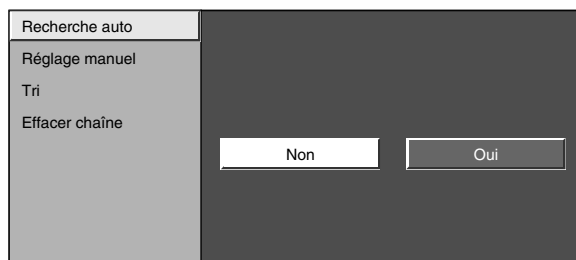 Recherche auto
Réglage manuel
Tri
Effacer chaîne
Non
Oui